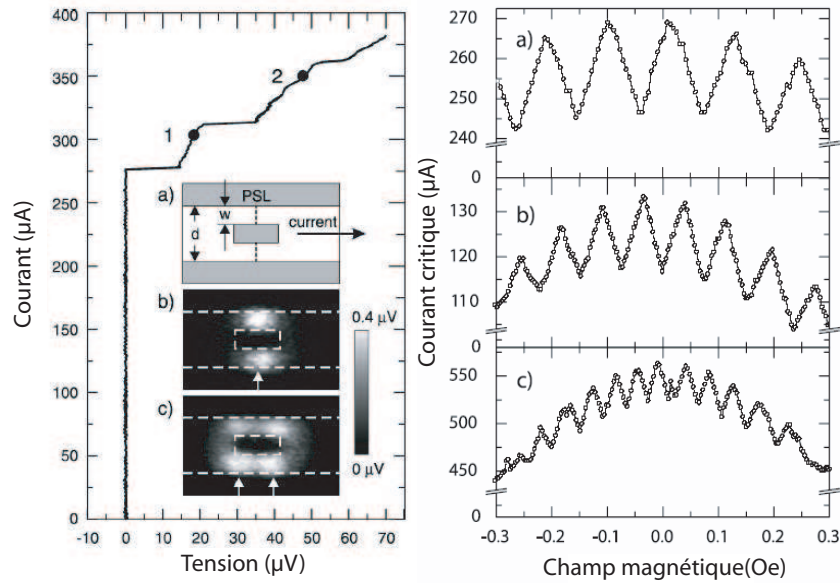 400
350
300
250
200
150
100
50
0
Courant (µA)
-10 0 10 20 30 40 50 60 70
Tension (µV)
1
2
a)
PSL
w
d
current
b)
0.4 µV
c)
0 µV
270
260
250
240
0
a)
130
120
110
0
b)
550
500
450
0
c)
Courant critique (µA)
-0.3 -0.2 -0.1 0.0 0.1 0.2 0.3
Champ magnétique(Oe)